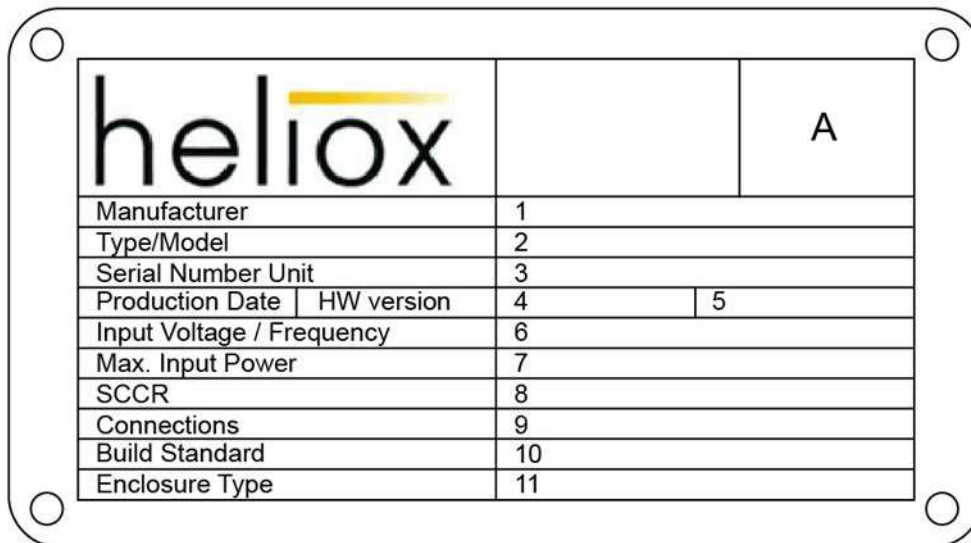 heliox A
Manufacturer 1
Type/Model 2
Serial Number Unit 3
Production Date HW version 4 5
Input Voltage / Frequency 6
Max. Input Power 7
SCCR 8
Connections 9
Build Standard 10
Enclosure Type 11